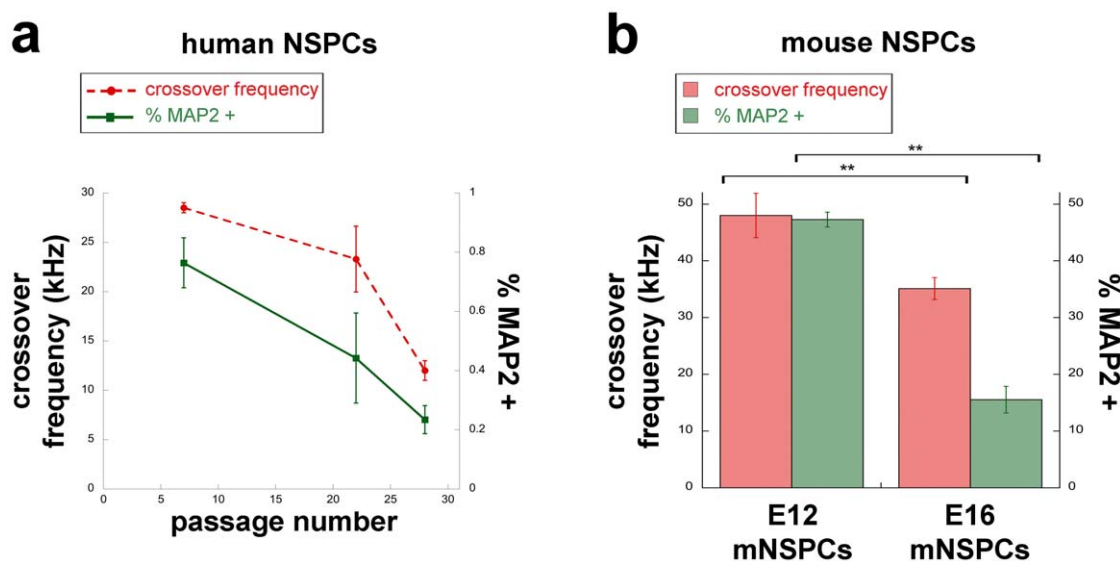 a
human NSPCs
crossover frequency
% MAP2 +
30
25
20
15
10
5
0
crossover
frequency (kHz)
1
0.8
0.6
0.4
0.2
0
% MAP2 +
0 5 10 15 20 25 30
passage number
b
mouse NSPCs
crossover frequency
% MAP2 +
**
**
50
40
30
20
10
0
crossover
frequency (kHz)
50
40
30
20
10
0
% MAP2 +
E12
mNSPCs
E16
mNSPCs